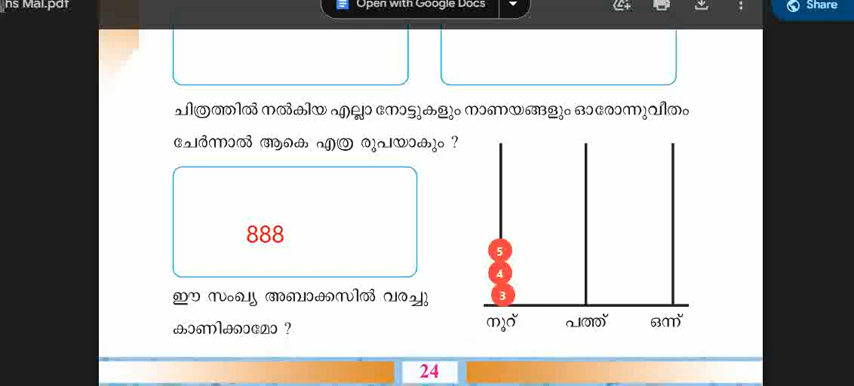 hs Mal.pdf
Open with Google Docs
Share
ചിത്രത്തിൽ നൽകിയ എല്ലാ നോട്ടുകളും നാണയങ്ങളും ഓരോന്നുവീതം
ചേർന്നാൽ ആകെ എത്ര രൂപയാകും ?
888
ഈ സംഖ്യ അബാക്കസിൽ വരച്ചു
കാണിക്കാമോ ?
5
4
3
നൂറ് പത്ത് ഒന്ന്
24